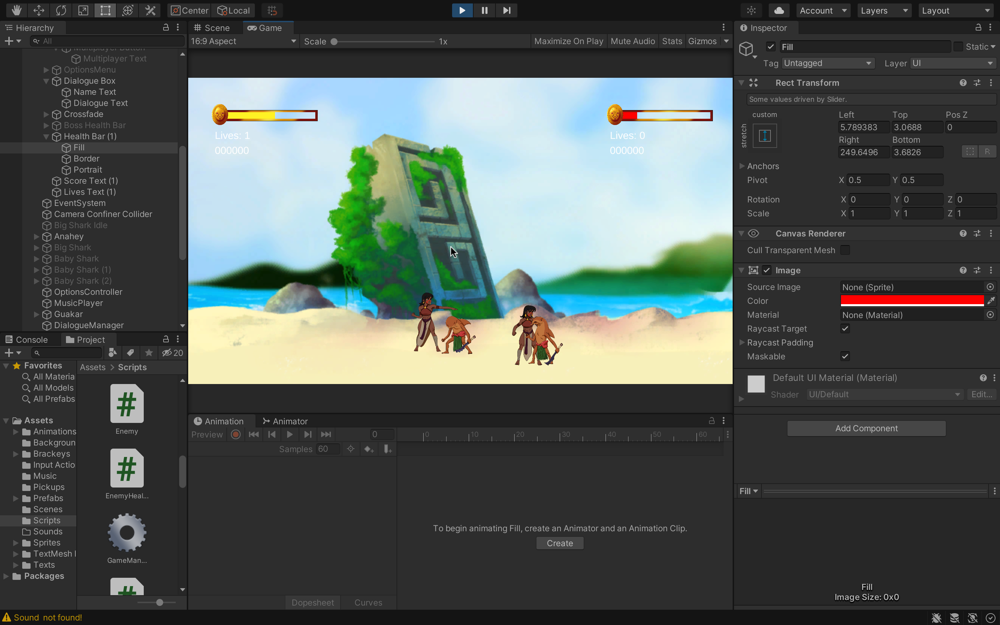 Center
Local
Account
Layers
Layout
Hierarchy
All
Multiplayer Button
Multiplayer Text
OptionsMenu
Dialogue Box
Name Text
Dialogue Text
Crossfade
Boss Health Bar
Health Bar (1)
Fill
Border
Portrait
Score Text (1)
Lives Text (1)
EventSystem
Camera Confiner Collider
Big Shark Idle
Anahey
Big Shark
Baby Shark
Baby Shark (1)
Baby Shark (2)
OptionsController
MusicPlayer
Guakar
DialogueManager
Scene
Game
16:9 Aspect
Scale 1x
Maximize On Play
Mute Audio
Stats
Gizmos
Lives: 1
000000
Lives: 0
000000
Inspector
Fill
Static
Tag Untagged
Layer UI
Rect Transform
Some values driven by Slider.
custom
stretch
Left Top Pos Z
5.789383 3.0688 0
Right Bottom
249.6496 3.6826
R
Anchors
Pivot X 0.5 Y 0.5
Rotation X 0 Y 0 Z 0
Scale X 1 Y 1 Z 1
Canvas Renderer
Cull Transparent Mesh
Image
Source Image None (Sprite)
Color
Material None (Material)
Raycast Target
Raycast Padding
Maskable
Default UI Material (Material)
Shader UI/Default Edit...
Add Component
Fill
Fill
Image Size: 0x0
Console
Project
20
Favorites
All Materia
All Models
All Prefabs
Assets
Animations
Backgroun
Brackeys
Input Actio
Music
Pickups
Prefabs
Scenes
Scripts
Sounds
Sprites
TextMesh
Texts
Packages
Assets > Scripts
#
Enemy
#
EnemyHeal...
GameMan...
#
Animation
Animator
Preview
0
0 10 20 30 40 50 60
Samples 60
To begin animating Fill, create an Animator and an Animation Clip.
Create
Dopesheet
Curves
Sound not found!